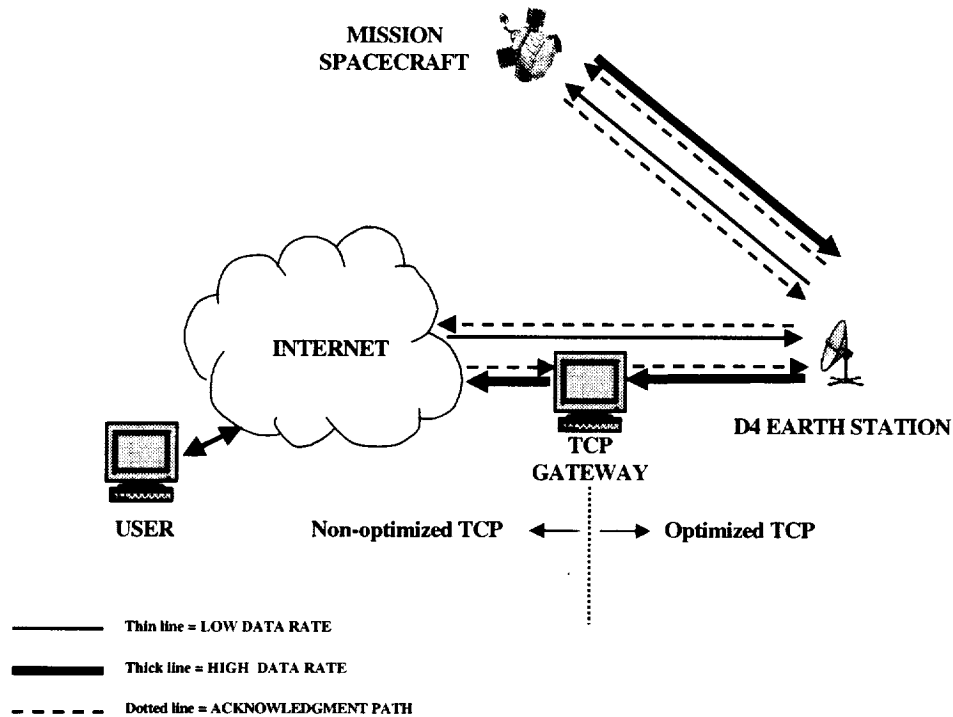 MISSION
SPACECRAFT
INTERNET
D4 EARTH STATION
TCP
GATEWAY
USER
Non-optimized TCP
Optimized TCP
Thin line = LOW DATA RATE
Thick line = HIGH DATA RATE
Dotted line = ACKNOWLEDGMENT PATH